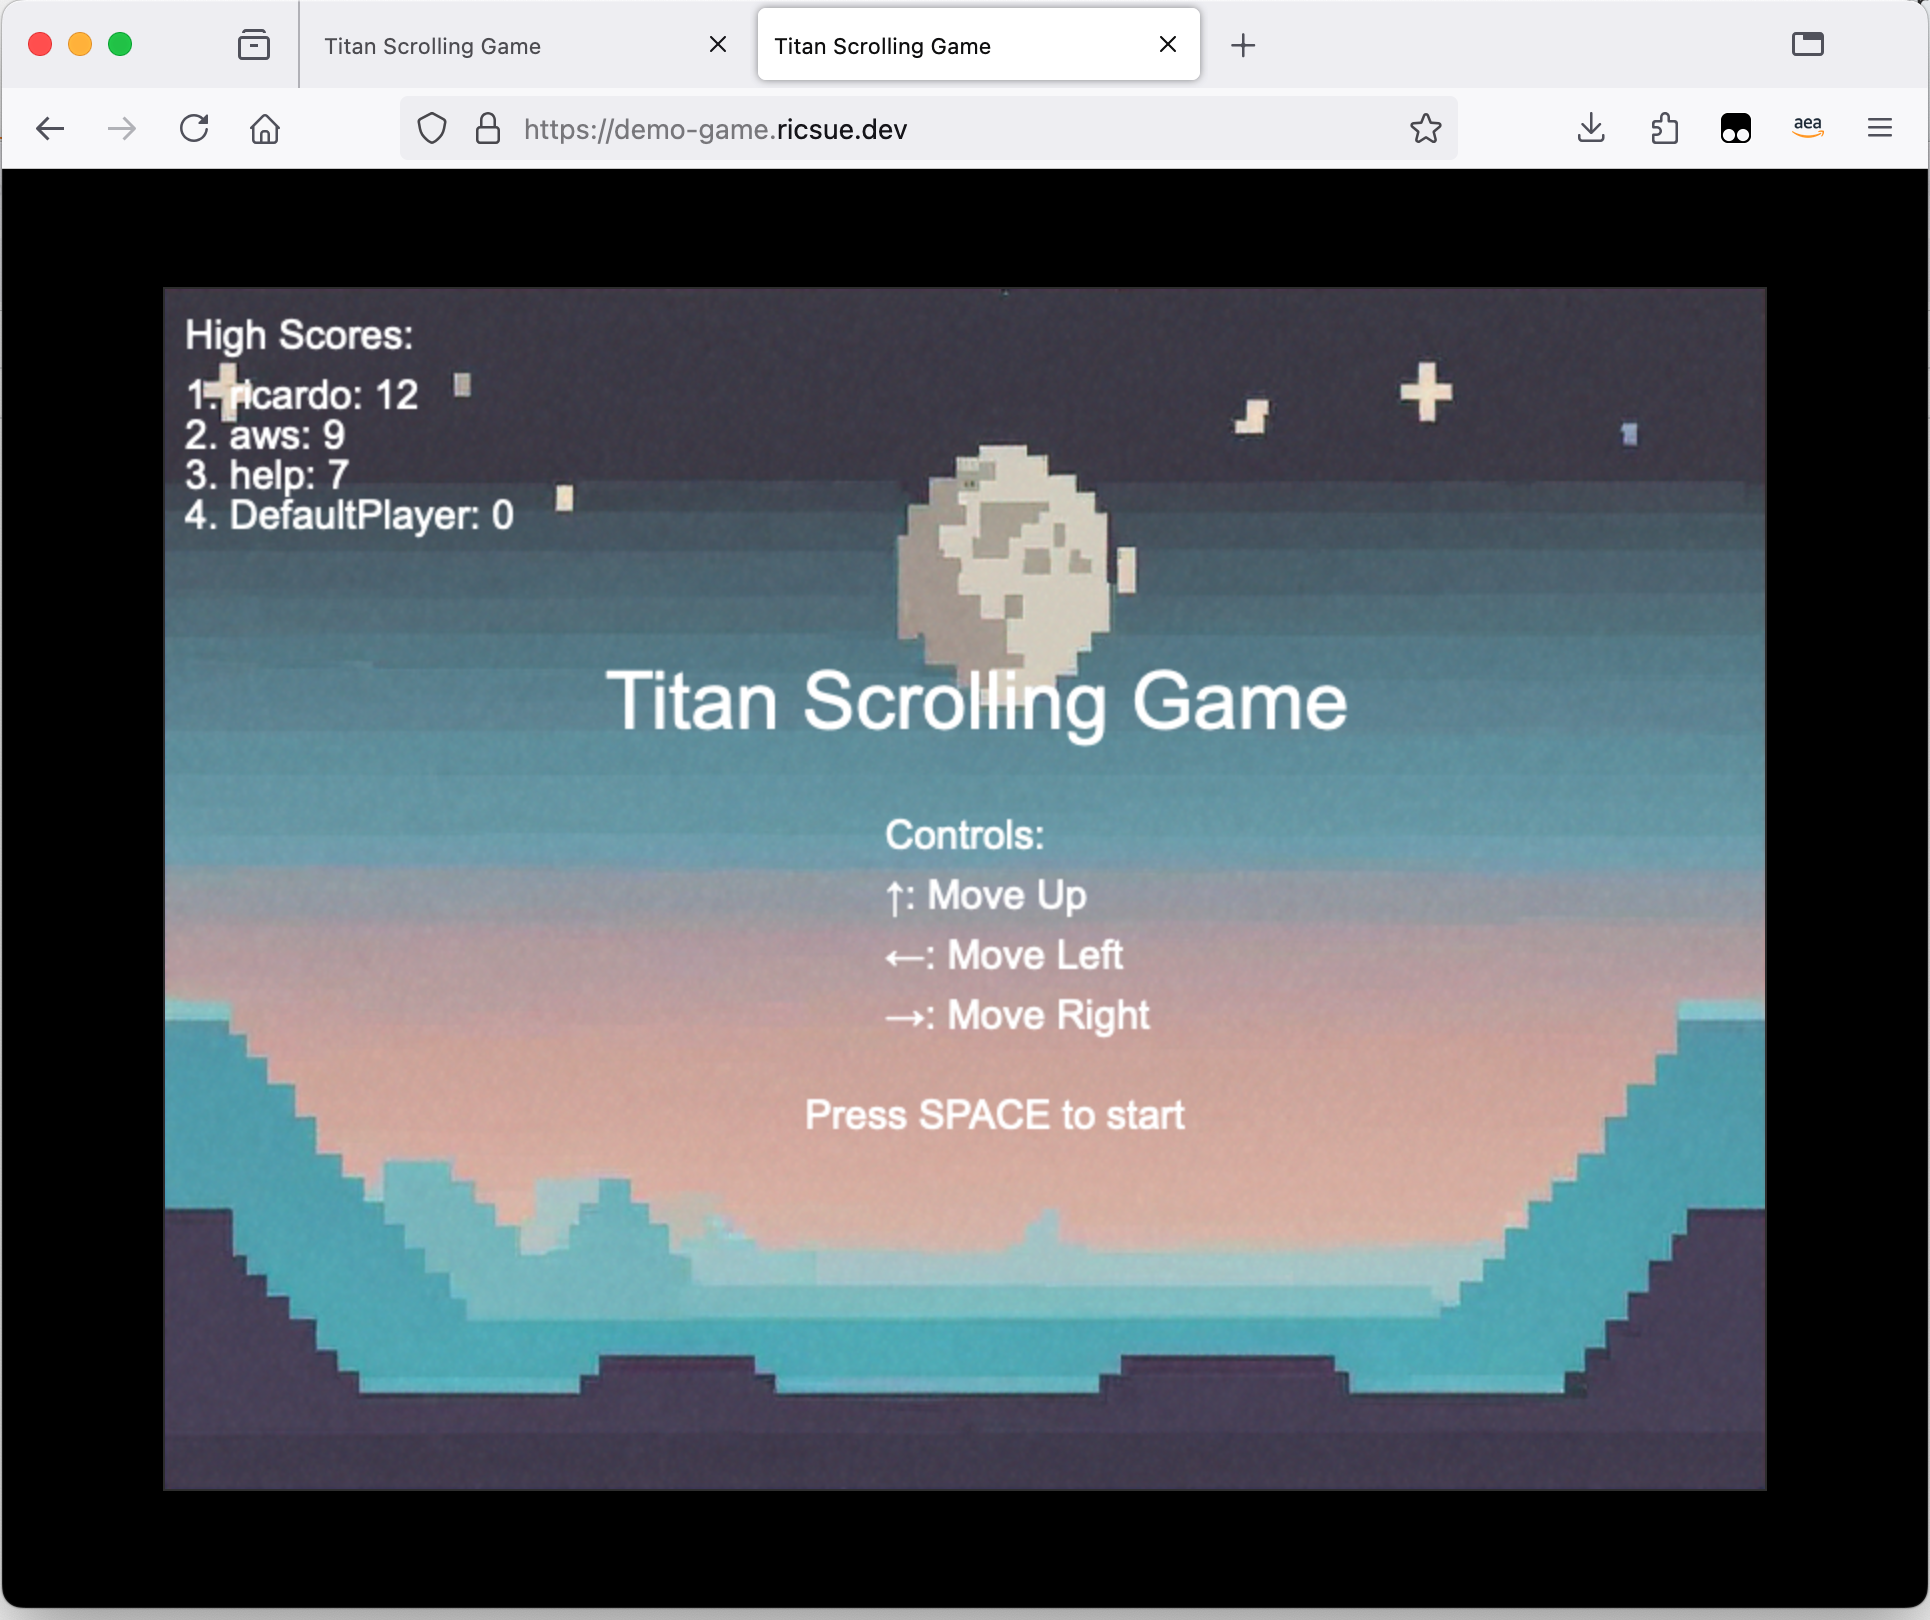 Titan Scrolling Game
Titan Scrolling Game
https://demo-game.ricsue.dev
aea
High Scores:
1. ricardo: 12
2. aws: 9
3. help: 7
4. DefaultPlayer: 0
Titan Scrolling Game
Controls:
↑: Move Up
←: Move Left
→: Move Right
Press SPACE to start